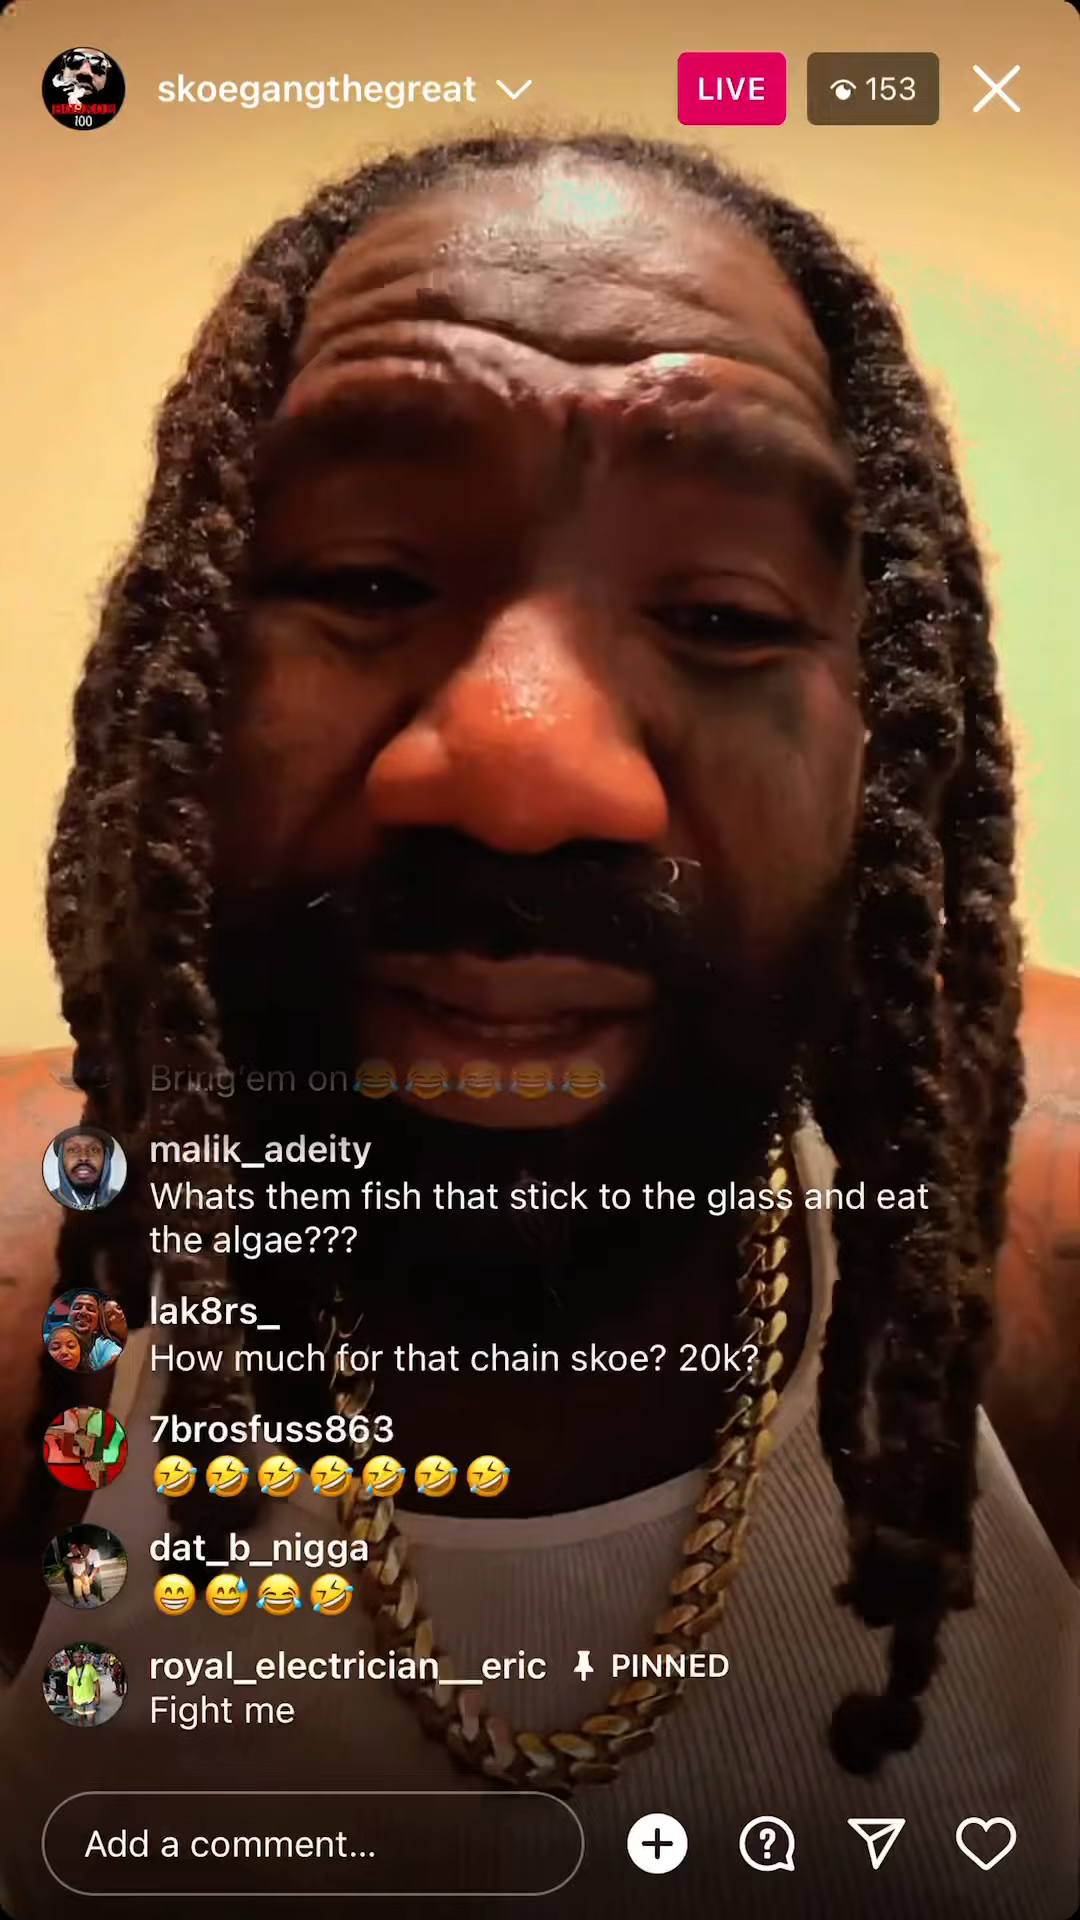 skoegangthegreat
LIVE
153
100
Bring'em on😂😂😂😂😂
malik_adeity
Whats them fish that stick to the glass and eat
the algae???
lak8rs_
How much for that chain skoe? 20k?
7brosfuss863
🤣🤣🤣🤣🤣🤣🤣
dat_b_nigga
😁😅😂🤣
royal_electrician__eric PINNED
Fight me
Add a comment...